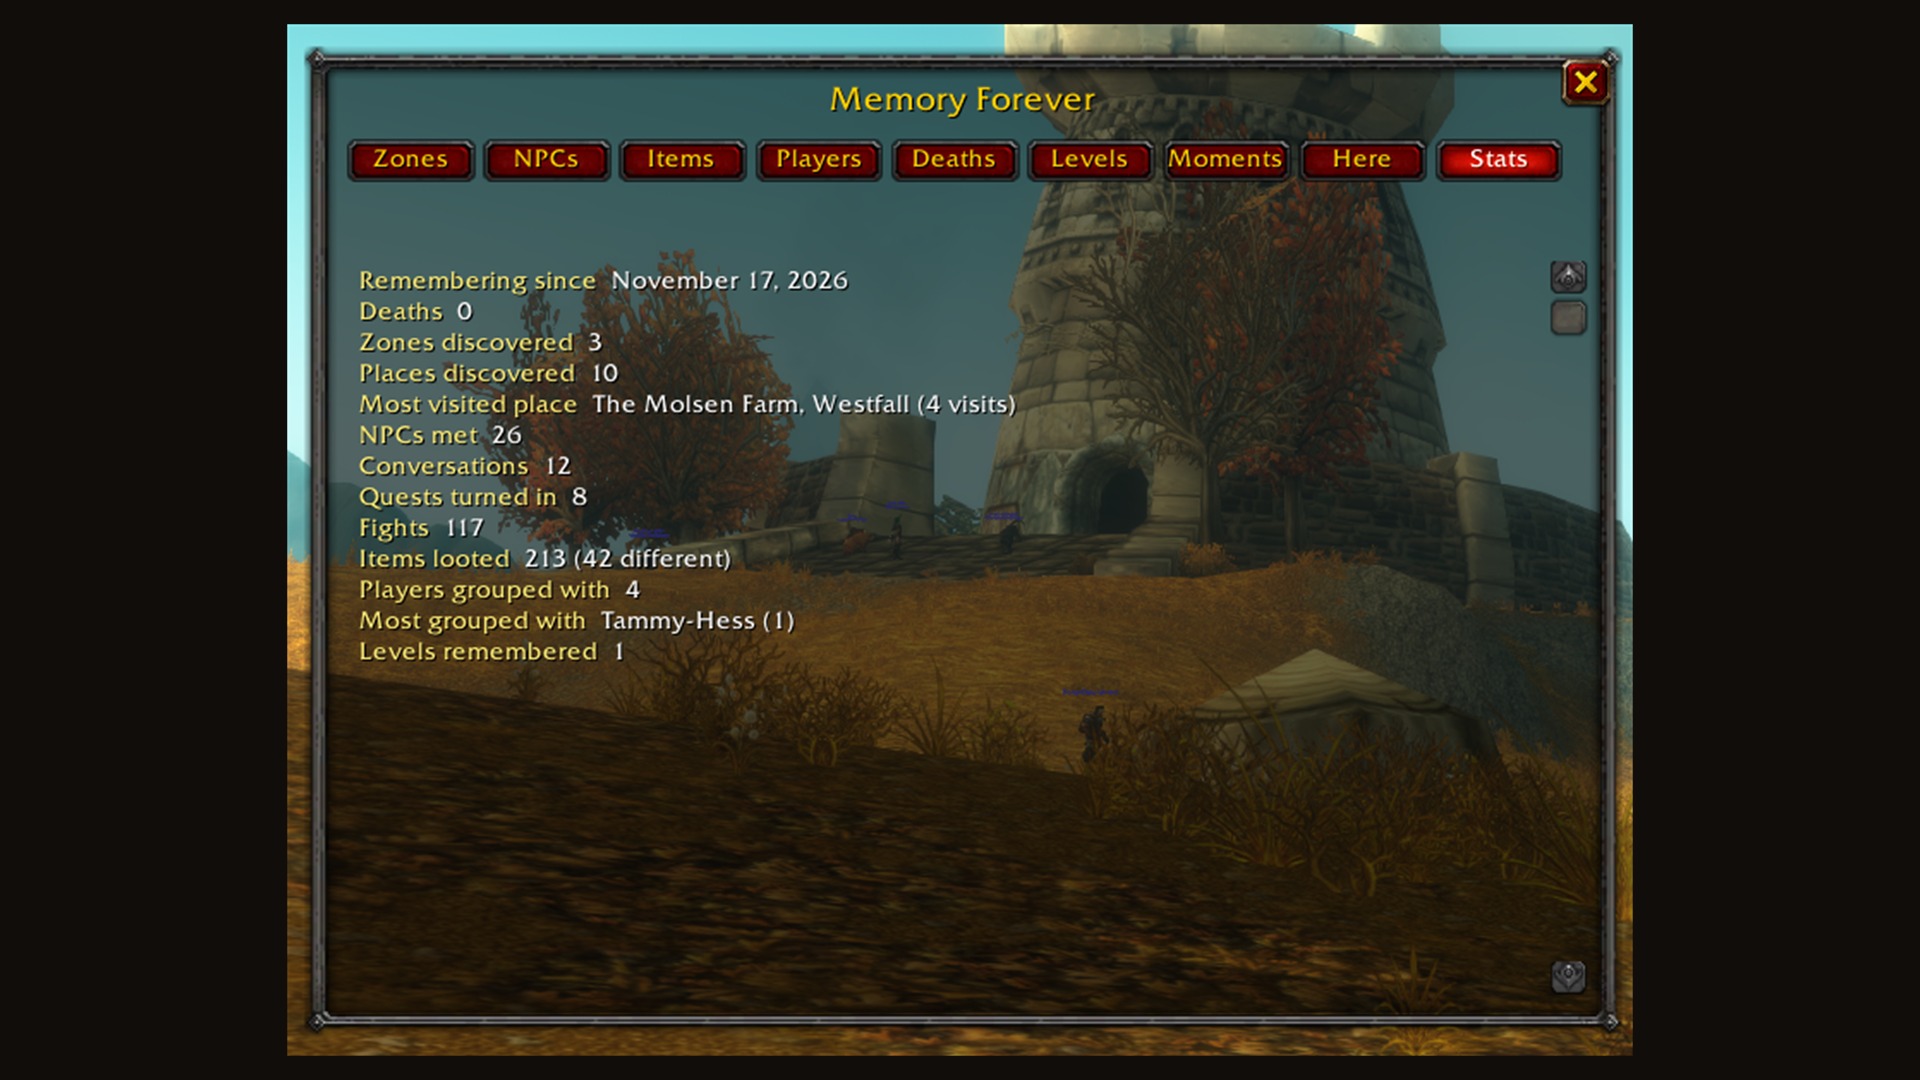 Memory Forever
Zones NPCs Items Players Deaths Levels Moments Here Stats
Remembering since November 17, 2026
Deaths 0
Zones discovered 3
Places discovered 10
Most visited place The Molsen Farm, Westfall (4 visits)
NPCs met 26
Conversations 12
Quests turned in 8
Fights 117
Items looted 213 (42 different)
Players grouped with 4
Most grouped with Tammy-Hess (1)
Levels remembered 1